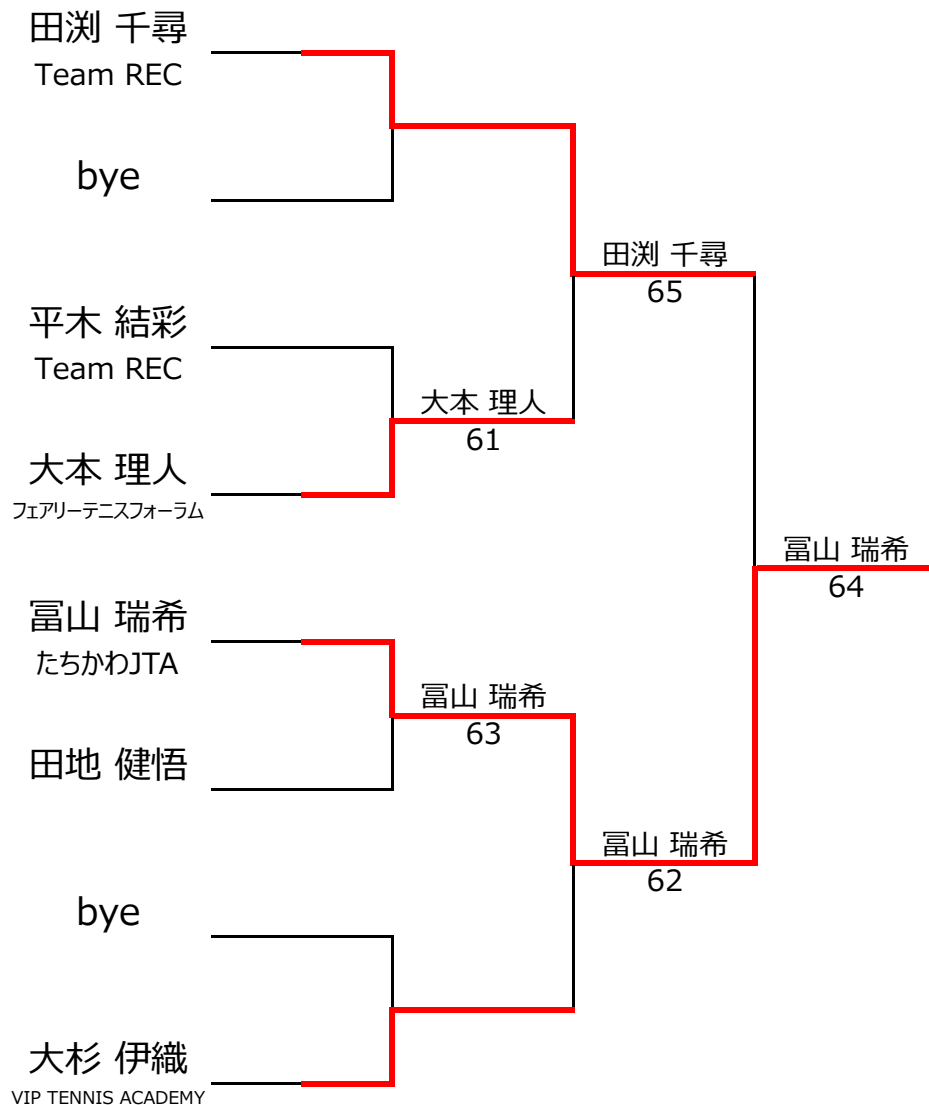 田渕 千尋
Team REC
bye
田渕 千尋
65
平木 結彩
Team REC
大本 理人
61
大本 理人
フェアリーテニスフォーラム
冨山 瑞希
64
冨山 瑞希
たちかわJTA
冨山 瑞希
63
田地 健悟
冨山 瑞希
62
bye
大杉 伊織
VIP TENNIS ACADEMY